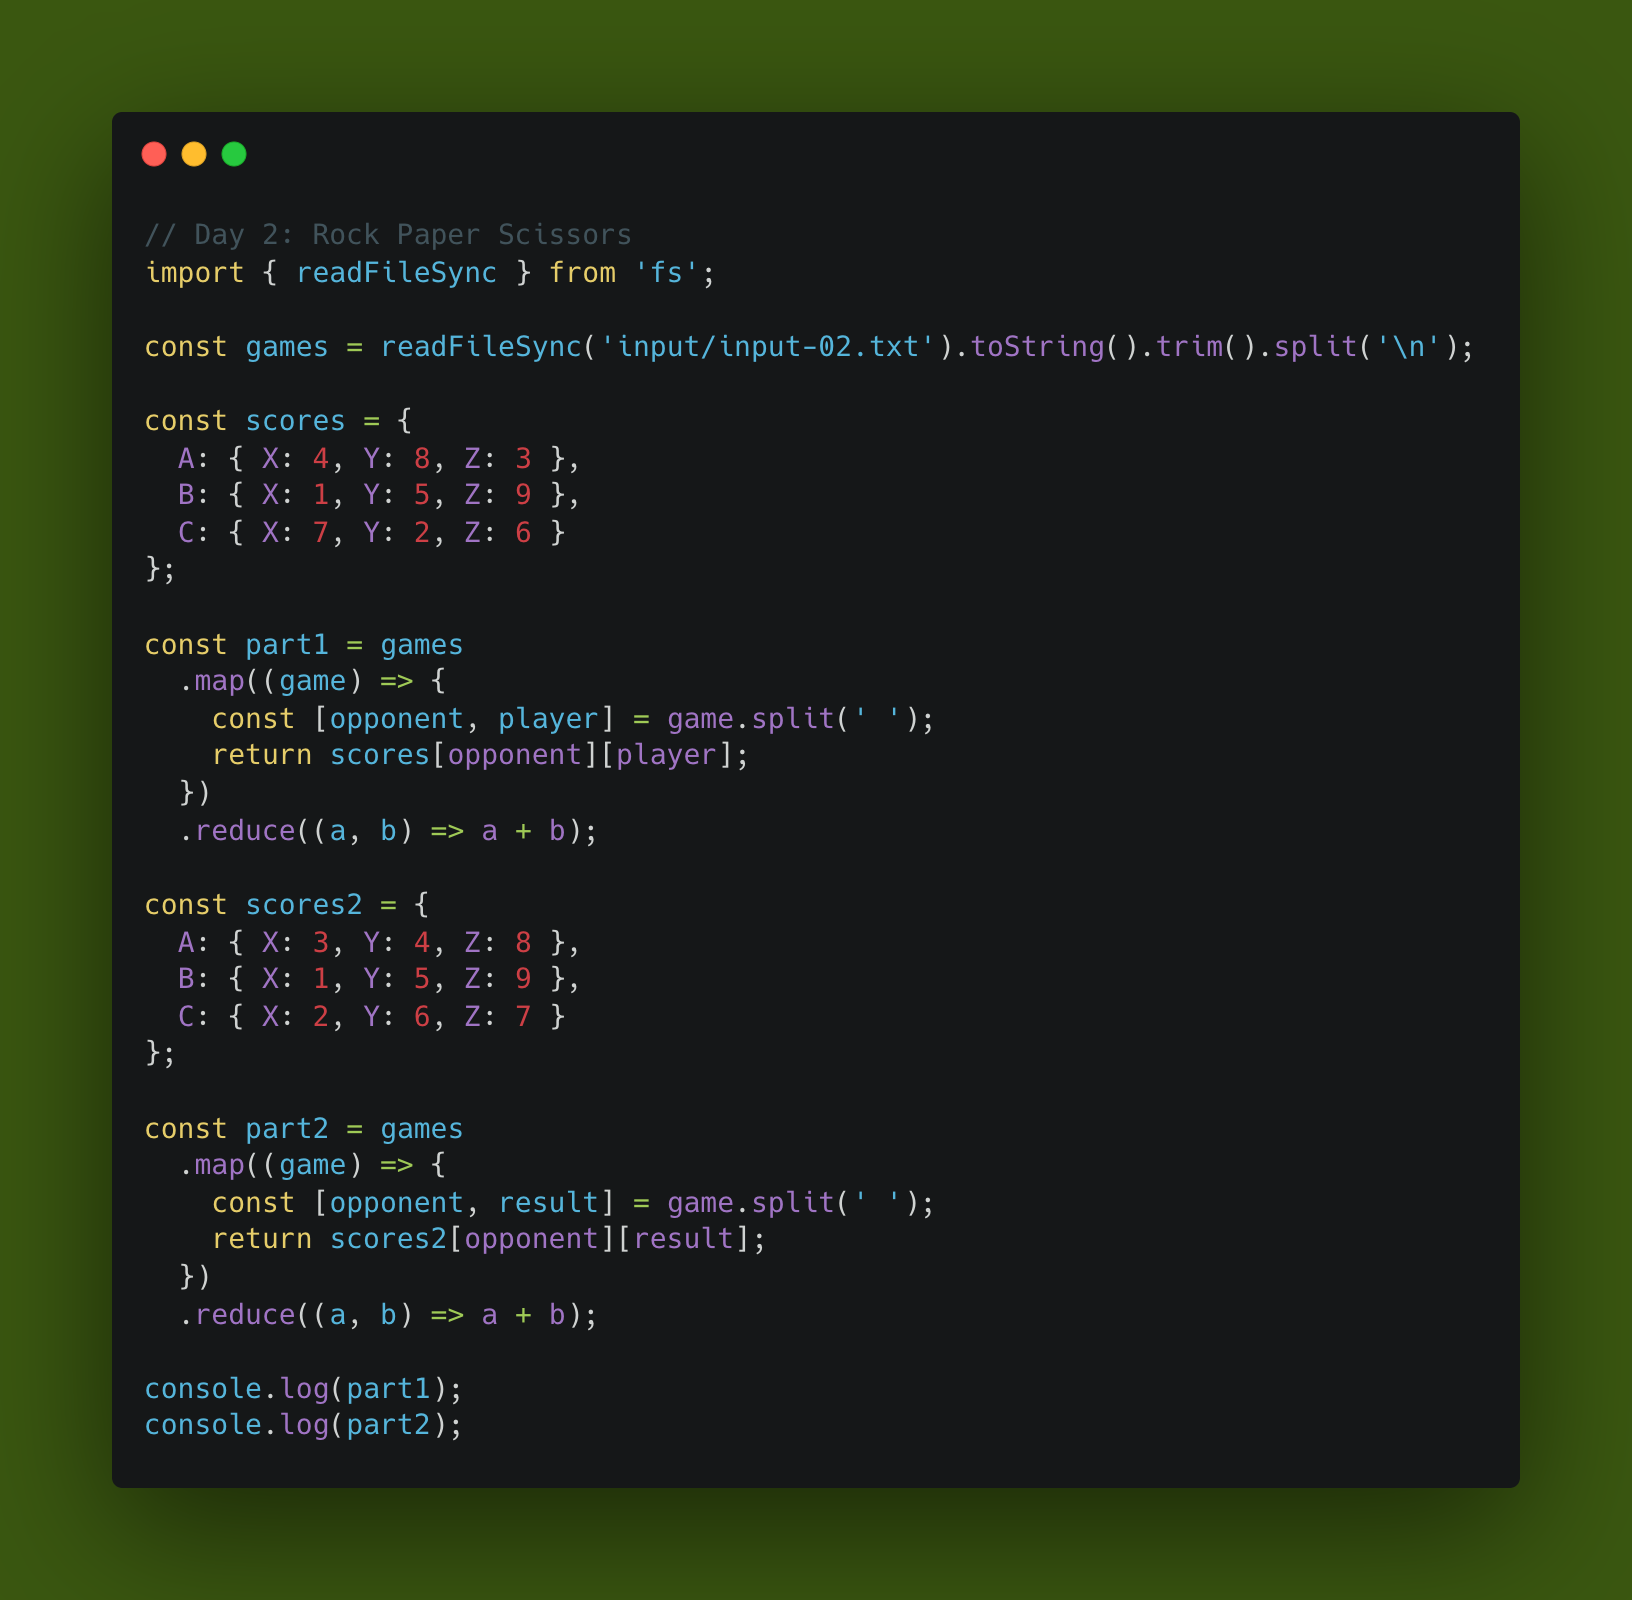 // Day 2: Rock Paper Scissors
import { readFileSync } from 'fs';

const games = readFileSync('input/input-02.txt').toString().trim().split('\n');

const scores = {
  A: { X: 4, Y: 8, Z: 3 },
  B: { X: 1, Y: 5, Z: 9 },
  C: { X: 7, Y: 2, Z: 6 }
};

const part1 = games
  .map((game) => {
    const [opponent, player] = game.split(' ');
    return scores[opponent][player];
  })
  .reduce((a, b) => a + b);

const scores2 = {
  A: { X: 3, Y: 4, Z: 8 },
  B: { X: 1, Y: 5, Z: 9 },
  C: { X: 2, Y: 6, Z: 7 }
};

const part2 = games
  .map((game) => {
    const [opponent, result] = game.split(' ');
    return scores2[opponent][result];
  })
  .reduce((a, b) => a + b);

console.log(part1);
console.log(part2);